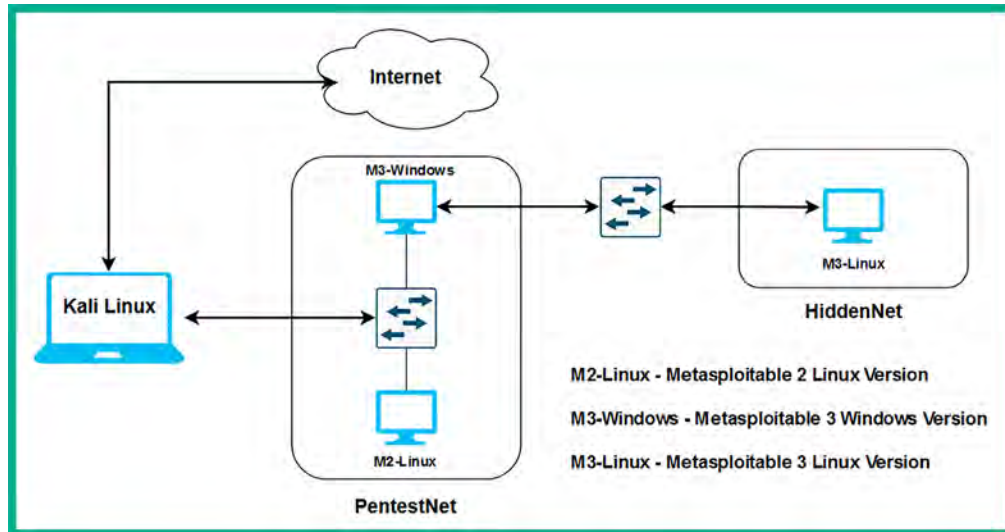 Internet
M3-Windows
Kali Linux
M3-Linux
HiddenNet
M2-Linux
PentestNet
M2-Linux - Metasploitable 2 Linux Version
M3-Windows - Metasploitable 3 Windows Version
M3-Linux - Metasploitable 3 Linux Version